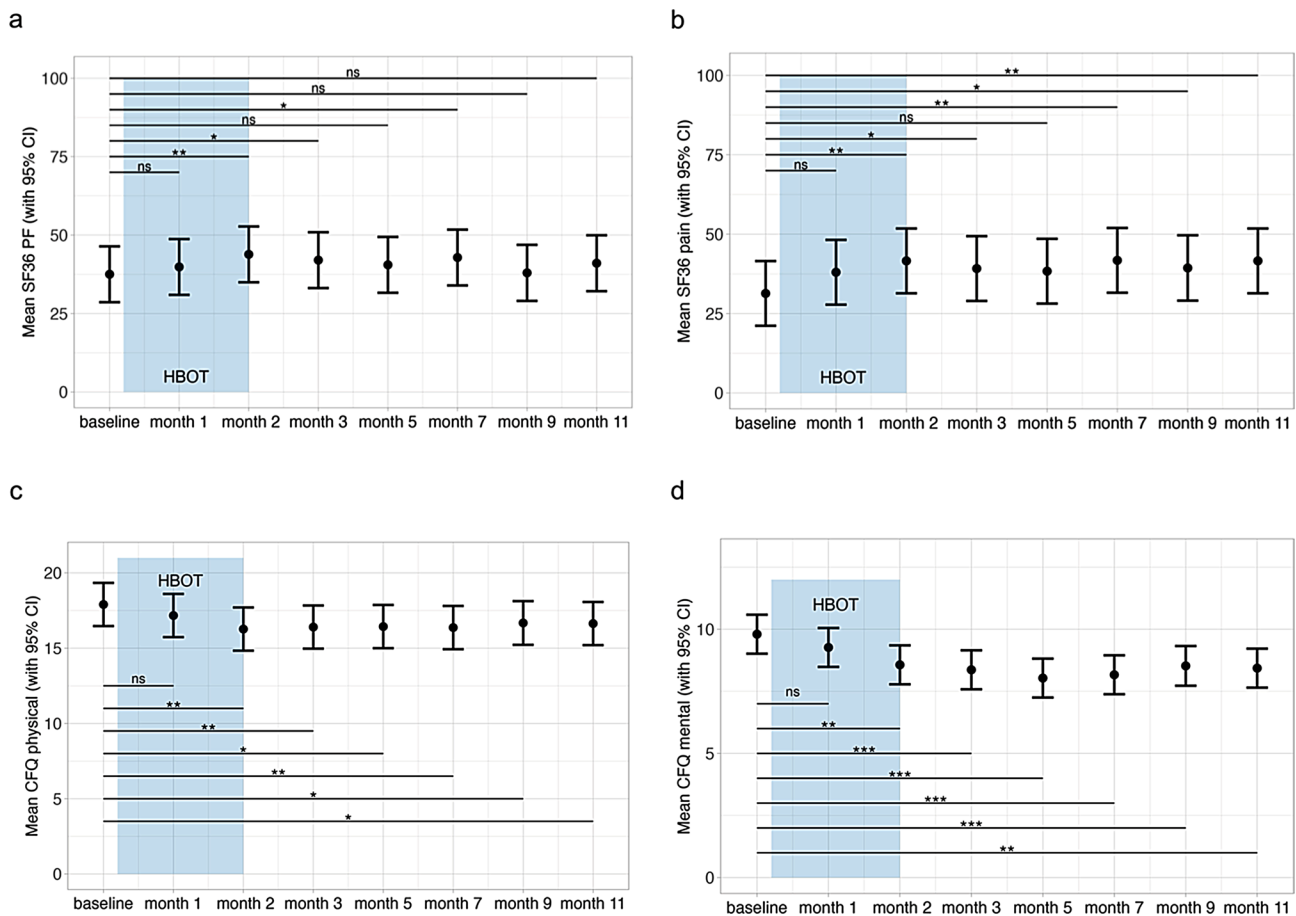 a
Mean SF36 PF (with 95% CI)
100
75
50
25
0
ns
ns
*
ns
*
**
ns
HBOT
baseline month 1 month 2 month 3 month 5 month 7 month 9 month 11
b
Mean SF36 pain (with 95% CI)
100
75
50
25
0
**
*
**
ns
*
**
ns
HBOT
baseline month 1 month 2 month 3 month 5 month 7 month 9 month 11
c
Mean CFQ physical (with 95% CI)
20
15
10
5
0
HBOT
ns
**
**
*
**
*
*
baseline month 1 month 2 month 3 month 5 month 7 month 9 month 11
d
Mean CFQ mental (with 95% CI)
10
5
0
HBOT
ns
**
***
***
***
***
**
baseline month 1 month 2 month 3 month 5 month 7 month 9 month 11